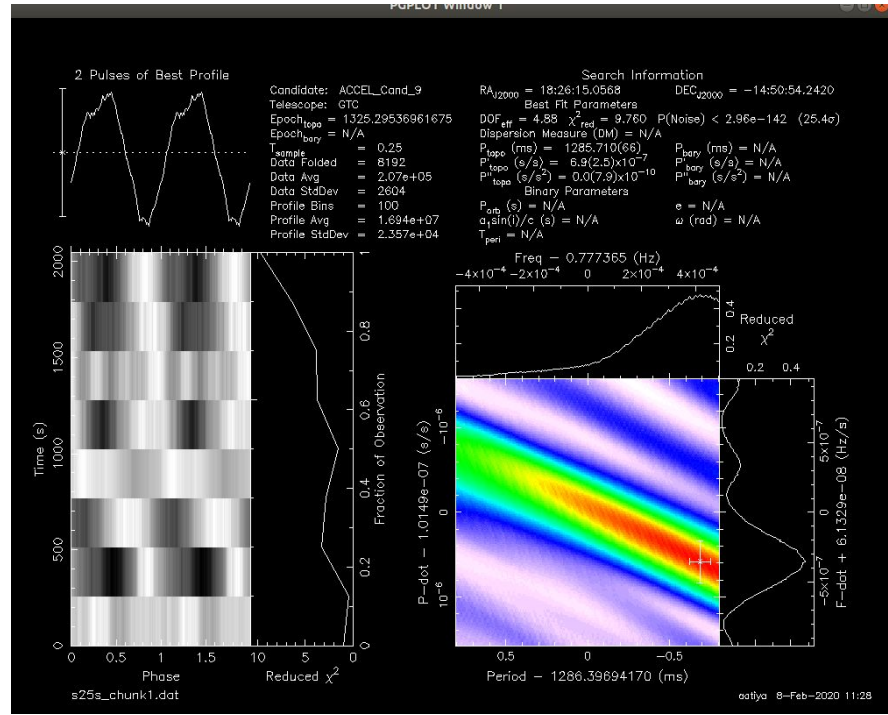 PGPLOT Window 1
2 Pulses of Best Profile
Search Information
Candidate: ACCEL_Cand_9
Telescope: GTC
Epoch_topo = 1325.29536961675
Epoch_bary = N/A
T_sample = 0.25
Data Folded = 8192
Data Avg = 2.07e+05
Data StdDev = 2604
Profile Bins = 100
Profile Avg = 1.694e+07
Profile StdDev = 2.357e+04
RA_J2000 = 18:26:15.0568 DEC_J2000 = -14:50:54.2420
Best Fit Parameters
DOF_eff = 4.88 χ²_red = 9.760 P(Noise) < 2.96e-142 (25.4σ)
Dispersion Measure (DM) = N/A
P_topo (ms) = 1285.710(66) P_bary (ms) = N/A
P'_topo (s/s) = 6.9(2.5)x10⁻⁷ P'_bary (s/s) = N/A
P''_topo (s/s²) = 0.0(7.9)x10⁻¹⁰ P''_bary (s/s²) = N/A
Binary Parameters
P_orb (s) = N/A e = N/A
a₁sin(i)/c (s) = N/A ω (rad) = N/A
T_peri = N/A
Freq - 0.777365 (Hz)
-4x10⁻⁴ -2x10⁻⁴ 0 2x10⁻⁴ 4x10⁻⁴
0.2 0.4
Reduced χ²
0.2 0.4
Time (s)
0 500 1000 1500 2000
0 0.5 1 1.5
Phase
Fraction of Observation
0 0.2 0.4 0.6 0.8 1
10 5 0
Reduced χ²
P-dot - 1.0149e-07 (s/s)
-10⁻⁶ 0 10⁻⁶
0.5 0 -0.5
Period - 1286.39694170 (ms)
F-dot + 6.1329e-08 (Hz/s)
5x10⁻⁷ 0 -5x10⁻⁷
s25s_chunk1.dat
aatiya 8-Feb-2020 11:28